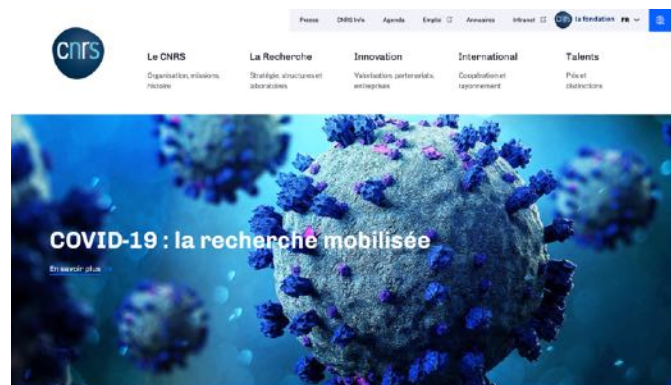 Presse CNRS Info Agenda Emploi Annuaires Intranet cnrs la fondation FR
cnrs
Le CNRS La Recherche Innovation International Talents
Organisation, missions, Stratégie, structures et Valorisation, partenariats, Coopération et Prix et
histoire laboratoires entreprises rayonnement distinctions
COVID-19 : la recherche mobilisée
En savoir plus